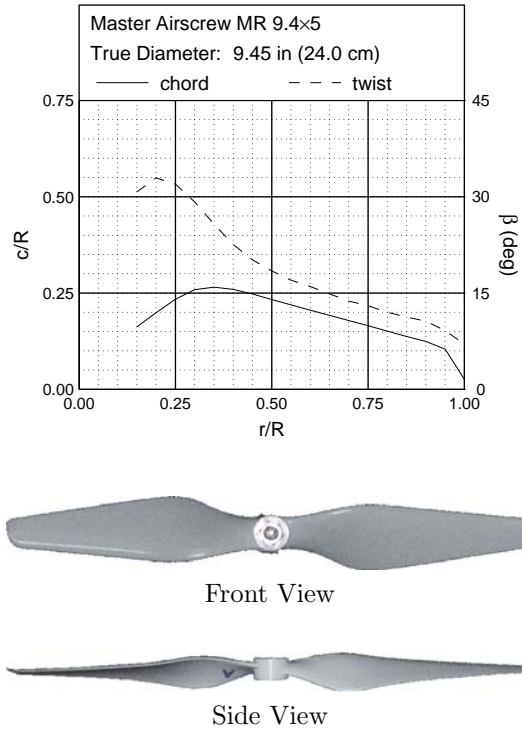 Master Airscrew MR 9.4×5
True Diameter: 9.45 in (24.0 cm)
chord twist
0.75 45
0.50 30
c/R β (deg)
0.25 15
0.00 0
0.00 0.25 0.50 0.75 1.00
r/R
Front View
Side View